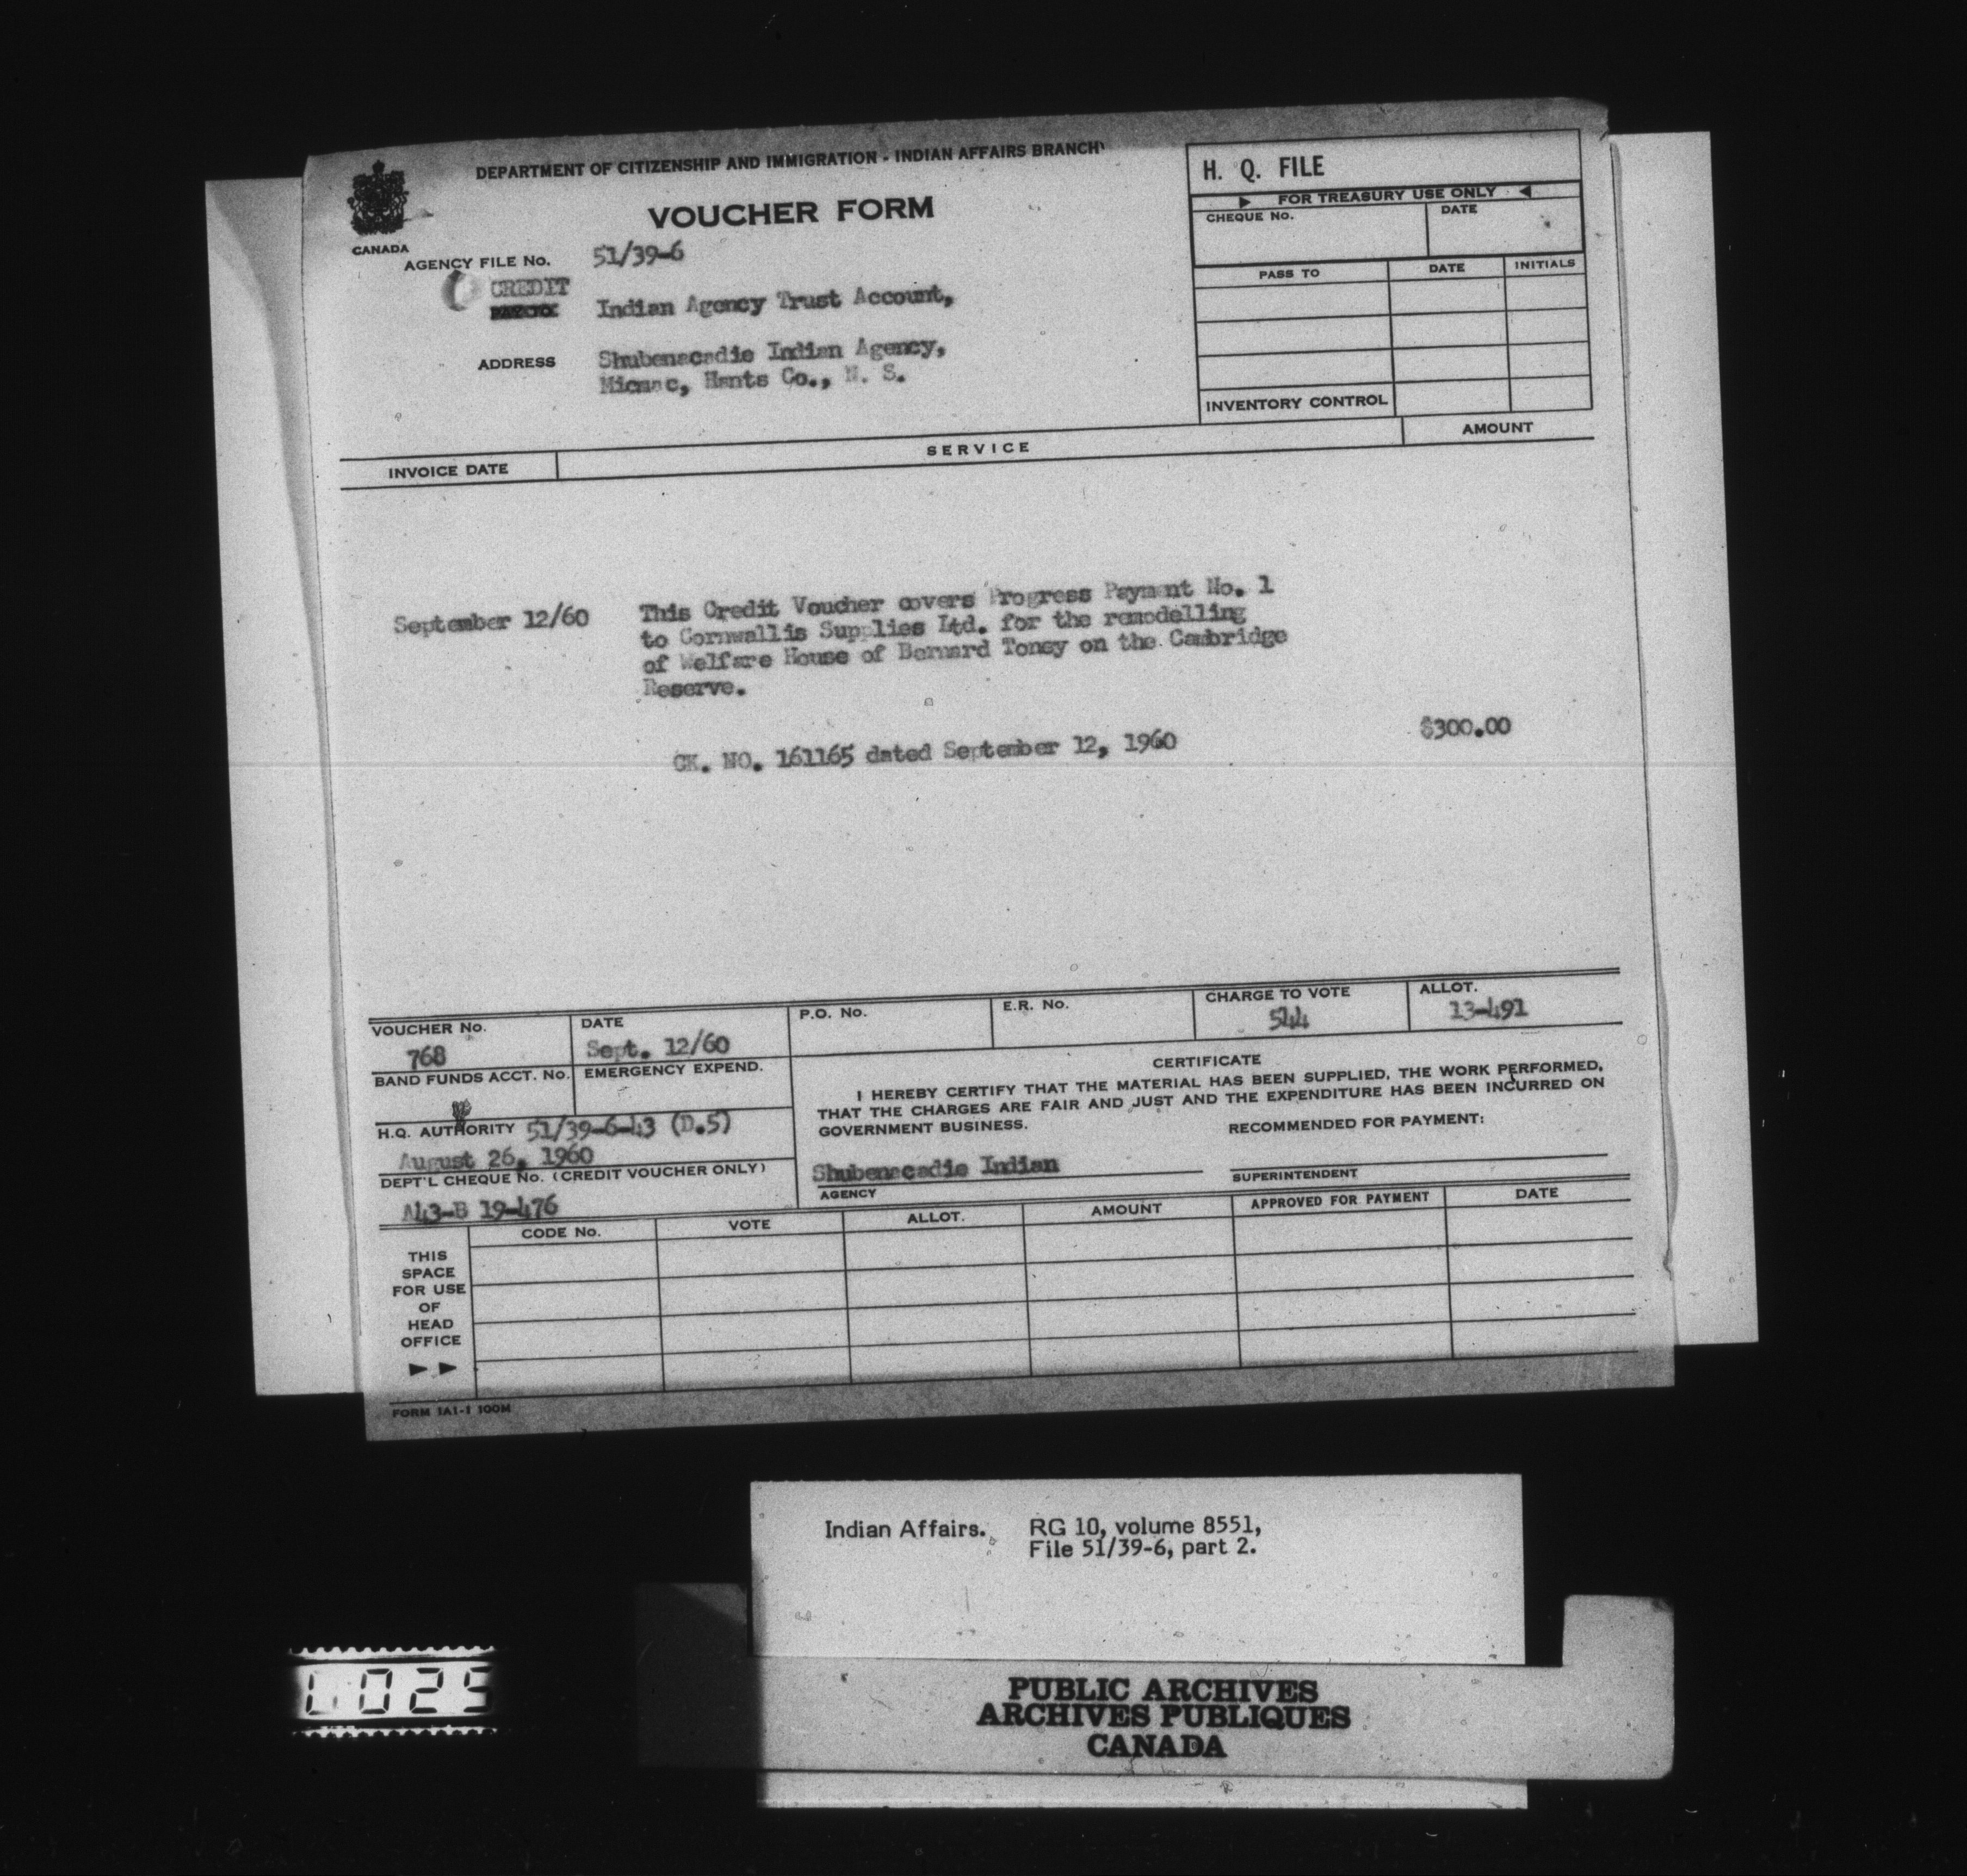 DEPARTMENT OF CITIZENSHIP AND IMMIGRATION - INDIAN AFFAIRS BRANCH
VOUCHER FORM
CANADA
H. Q. FILE
FOR TREASURY USE ONLY
CHEQUE No. DATE
PASS TO DATE INITIALS
INVENTORY CONTROL
AGENCY FILE No. 51/39-6
CREDIT
Indian Agency Trust Account,
ADDRESS Shubenacadie Indian Agency,
Micmac, Hants Co., N. S.
INVOICE DATE SERVICE AMOUNT
September 12/60 This Credit Voucher covers Progress Payment No. 1
to Cornwallis Supplies Ltd. for the remodelling
of Welfare House of Bernard Toney on the Cambridge
Reserve.
CK. NO. 161165 dated September 12, 1960 $300.00
VOUCHER No. DATE P.O. No. E.R. No. CHARGE TO VOTE ALLOT.
768 Sept. 12/60 544 13-491
BAND FUNDS ACCT. No. EMERGENCY EXPEND.
CERTIFICATE
I HEREBY CERTIFY THAT THE MATERIAL HAS BEEN SUPPLIED, THE WORK PERFORMED,
THAT THE CHARGES ARE FAIR AND JUST AND THE EXPENDITURE HAS BEEN INCURRED ON
GOVERNMENT BUSINESS.
RECOMMENDED FOR PAYMENT:
H.Q. AUTHORITY 51/39-6-43 (D.5)
August 26, 1960
DEPT'L CHEQUE No. (CREDIT VOUCHER ONLY)
A43-B 19-476
Shubenacadie Indian
AGENCY
SUPERINTENDENT
CODE No. VOTE ALLOT. AMOUNT APPROVED FOR PAYMENT DATE
THIS
SPACE
FOR USE
OF
HEAD
OFFICE
FORM 1A1-1 100M
Indian Affairs. RG 10, volume 8551,
File 51/39-6, part 2.
025
PUBLIC ARCHIVES
ARCHIVES PUBLIQUES
CANADA